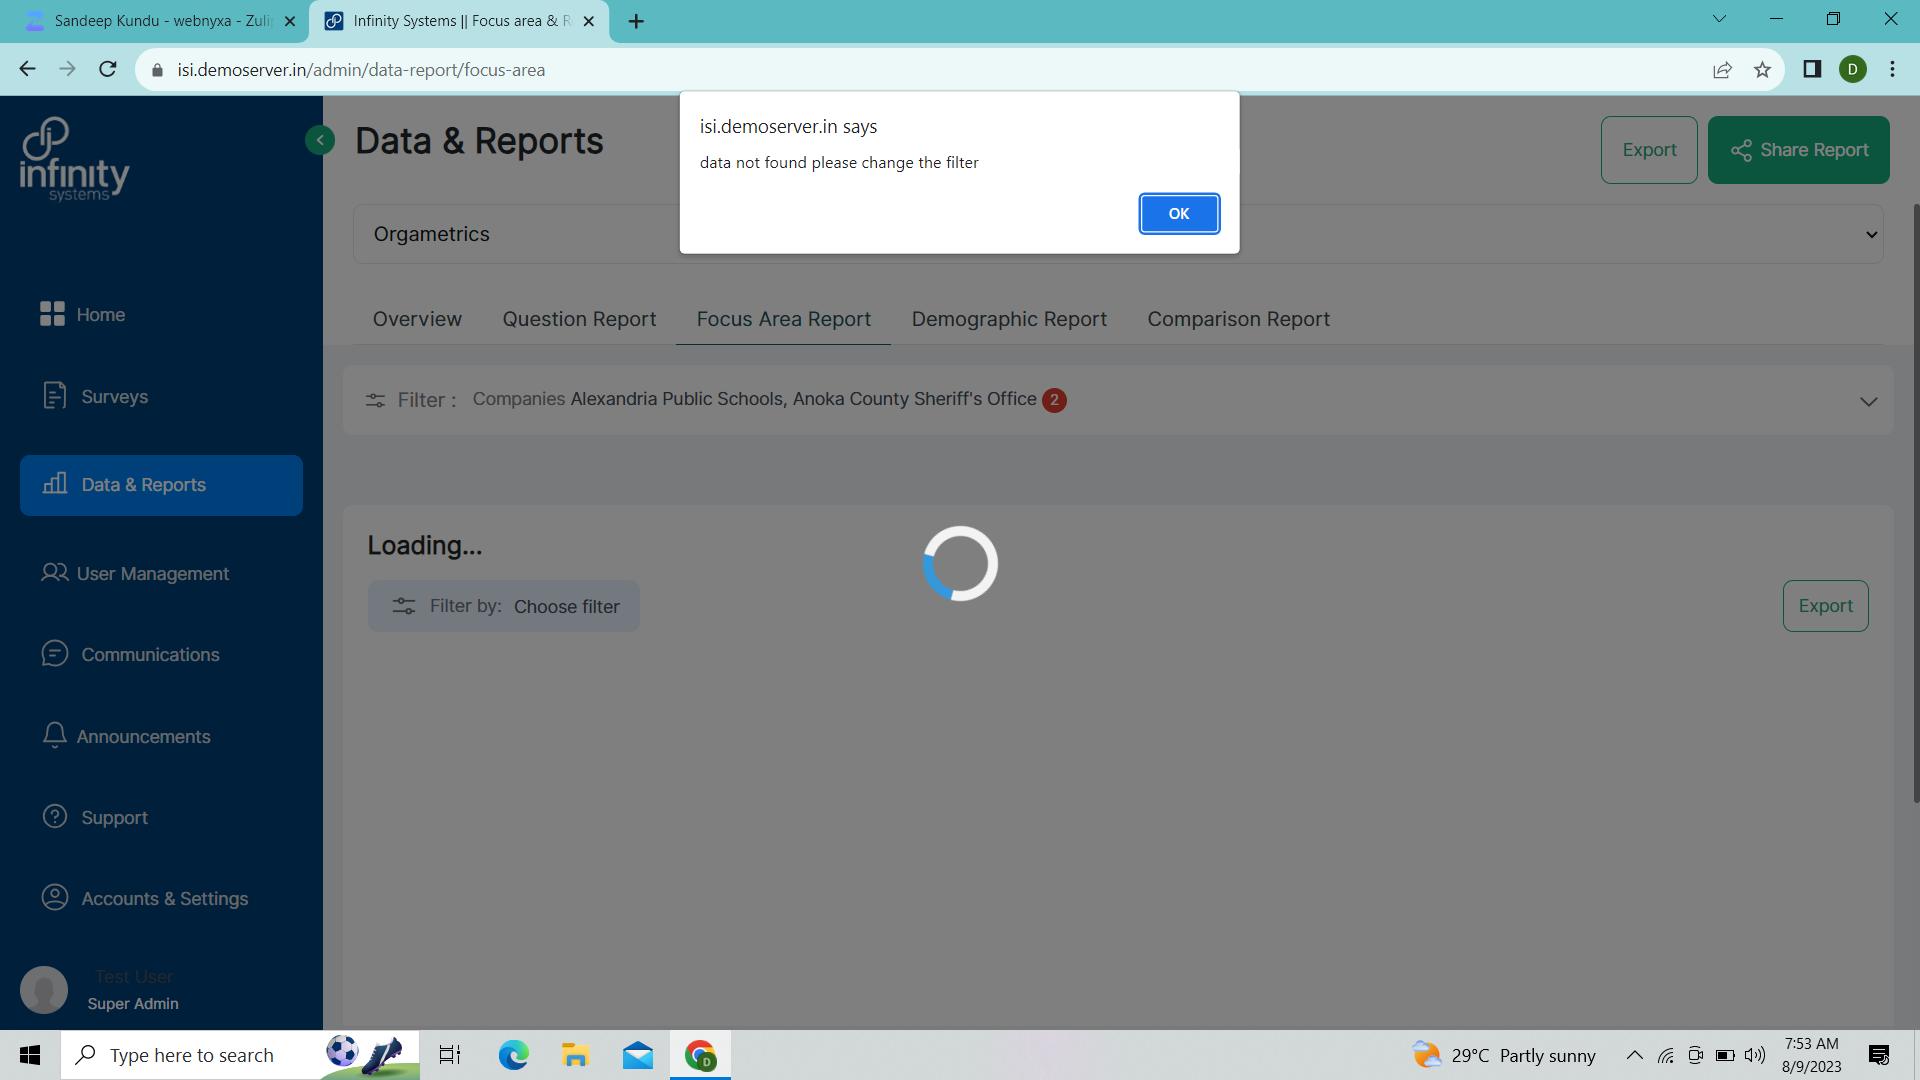 Sandeep Kundu - webnyxa - Zuli
Infinity Systems || Focus area & R
isi.demoserver.in/admin/data-report/focus-area
D
isi.demoserver.in says
data not found please change the filter
OK
infinity
systems
Data & Reports
Export
Share Report
Orgametrics
Overview
Question Report
Focus Area Report
Demographic Report
Comparison Report
Filter :
Companies Alexandria Public Schools, Anoka County Sheriff's Office 2
Loading...
Filter by: Choose filter
Export
Home
Surveys
Data & Reports
User Management
Communications
Announcements
Support
Accounts & Settings
Test User
Super Admin
Type here to search
D
29°C Partly sunny
7:53 AM
8/9/2023